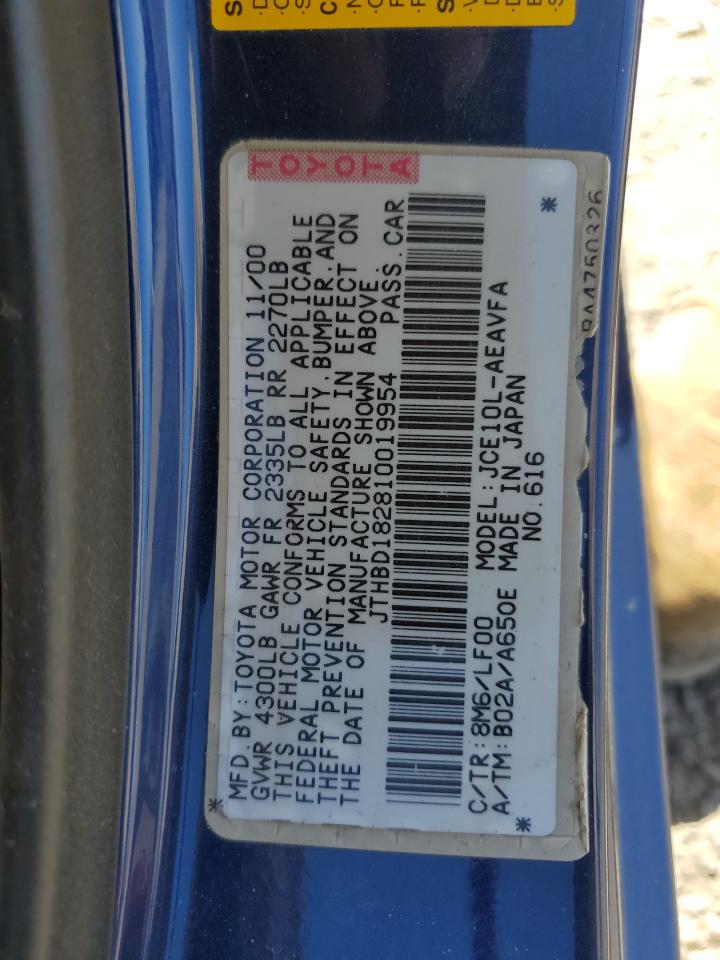 TOYOTA
MFD.BY:TOYOTA MOTOR CORPORATION 11/00
GVWR 4300LB GAWR FR 2335LB RR 2270LB
THIS VEHICLE CONFORMS TO ALL APPLICABLE
FEDERAL MOTOR VEHICLE SAFETY,BUMPER,AND
THEFT PREVENTION STANDARDS IN EFFECT ON
THE DATE OF MANUFACTURE SHOWN ABOVE.
JTHBD182810019954 PASS.CAR
C/TR:8M6/LF00 MODEL:JCE10L-AEAVFA
A/TM:B02A/A650E MADE IN JAPAN
NO.616